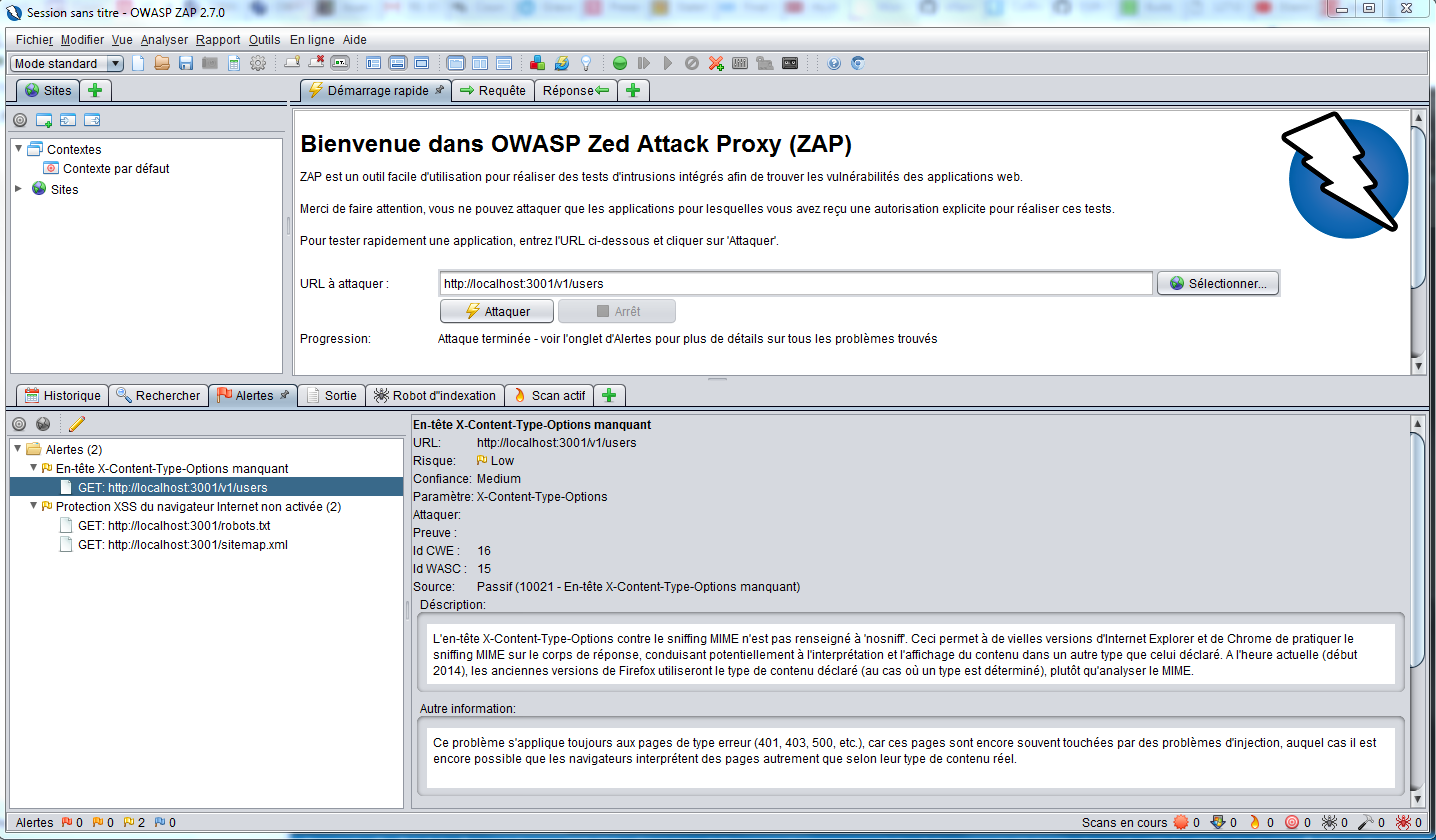 Session sans titre - OWASP ZAP 2.7.0
Fichier Modifier Vue Analyser Rapport Outils En ligne Aide
Mode standard
Sites
Démarrage rapide Requête Réponse
Contextes
Contexte par défaut
Sites
Bienvenue dans OWASP Zed Attack Proxy (ZAP)
ZAP est un outil facile d'utilisation pour réaliser des tests d'intrusions intégrés afin de trouver les vulnérabilités des applications web.
Merci de faire attention, vous ne pouvez attaquer que les applications pour lesquelles vous avez reçu une autorisation explicite pour réaliser ces tests.
Pour tester rapidement une application, entrez l'URL ci-dessous et cliquer sur 'Attaquer'.
URL à attaquer : http://localhost:3001/v1/users Sélectionner...
Attaquer Arrêt
Progression: Attaque terminée - voir l'onglet d'Alertes pour plus de détails sur tous les problèmes trouvés
Historique Rechercher Alertes Sortie Robot d"indexation Scan actif
Alertes (2)
En-tête X-Content-Type-Options manquant
GET: http://localhost:3001/v1/users
Protection XSS du navigateur Internet non activée (2)
GET: http://localhost:3001/robots.txt
GET: http://localhost:3001/sitemap.xml
En-tête X-Content-Type-Options manquant
URL: http://localhost:3001/v1/users
Risque: Low
Confiance: Medium
Paramètre: X-Content-Type-Options
Attaquer:
Preuve :
Id CWE : 16
Id WASC : 15
Source: Passif (10021 - En-tête X-Content-Type-Options manquant)
Déscription:
L'en-tête X-Content-Type-Options contre le sniffing MIME n'est pas renseigné à 'nosniff'. Ceci permet à de vielles versions d'Internet Explorer et de Chrome de pratiquer le
sniffing MIME sur le corps de réponse, conduisant potentiellement à l'interprétation et l'affichage du contenu dans un autre type que celui déclaré. A l'heure actuelle (début
2014), les anciennes versions de Firefox utiliseront le type de contenu déclaré (au cas où un type est déterminé), plutôt qu'analyser le MIME.
Autre information:
Ce problème s'applique toujours aux pages de type erreur (401, 403, 500, etc.), car ces pages sont encore souvent touchées par des problèmes d'injection, auquel cas il est
encore possible que les navigateurs interprétent des pages autrement que selon leur type de contenu réel.
Alertes 0 0 2 0 Scans en cours 0 0 0 0 0 0 0